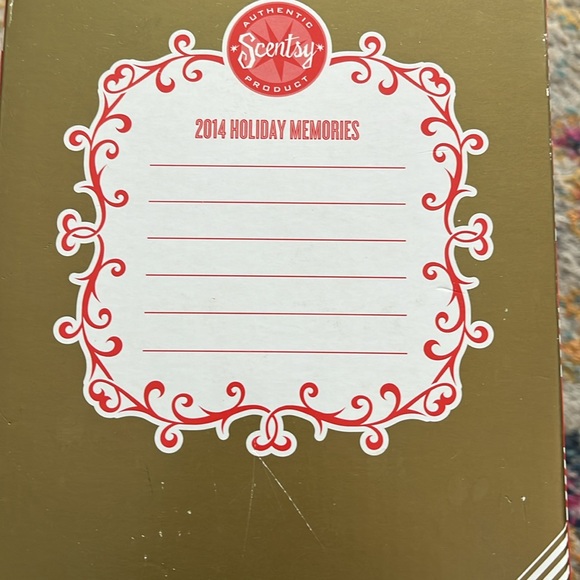 AUTHENTIC
Scentsy
PRODUCT
2014 HOLIDAY MEMORIES